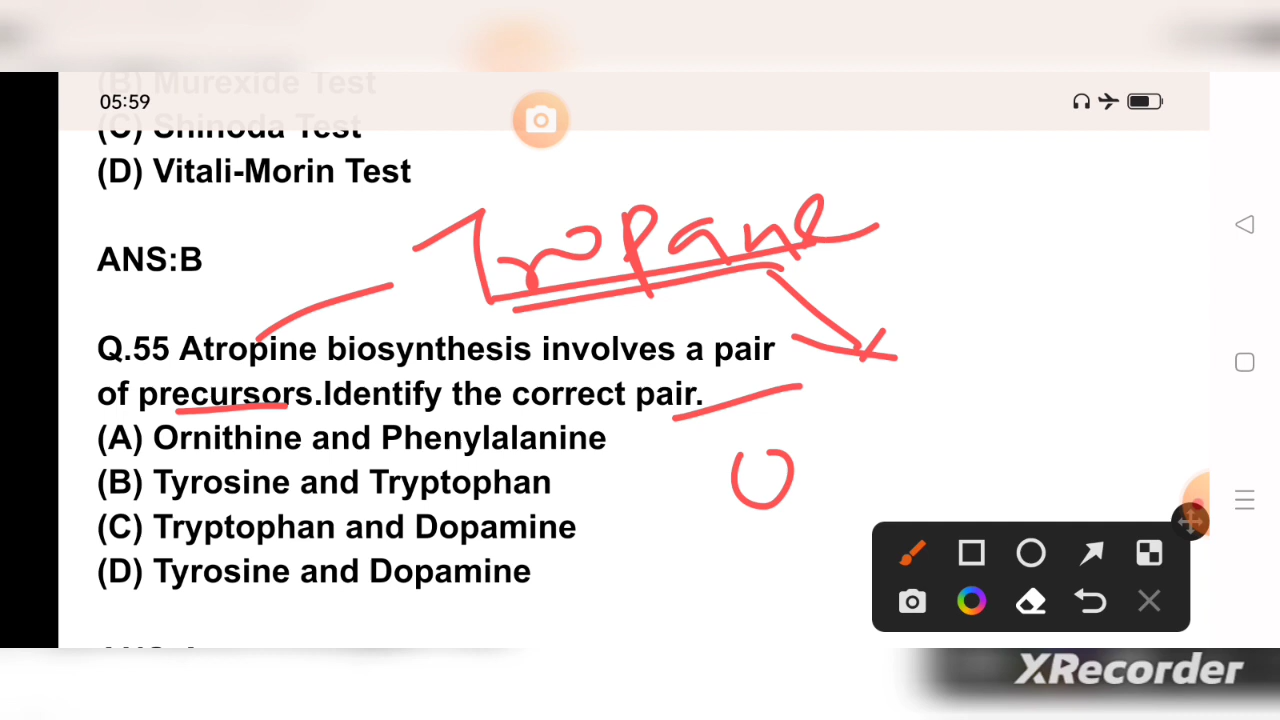 (B) Murexide Test
05:59
(C) Shinoda Test
(D) Vitali-Morin Test
Tropane
ANS:B
Q.55 Atropine biosynthesis involves a pair
of precursors.Identify the correct pair.
(A) Ornithine and Phenylalanine
O
(B) Tyrosine and Tryptophan
(C) Tryptophan and Dopamine
(D) Tyrosine and Dopamine
XRecorder